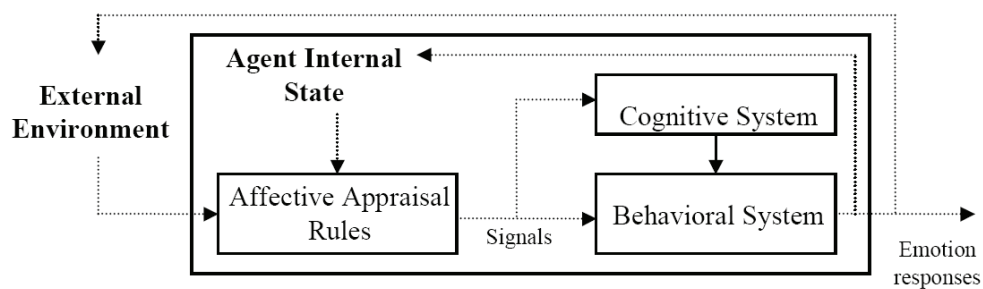 External
Environment
Agent Internal
State
Affective Appraisal
Rules
Signals
Cognitive System
Behavioral System
Emotion
responses